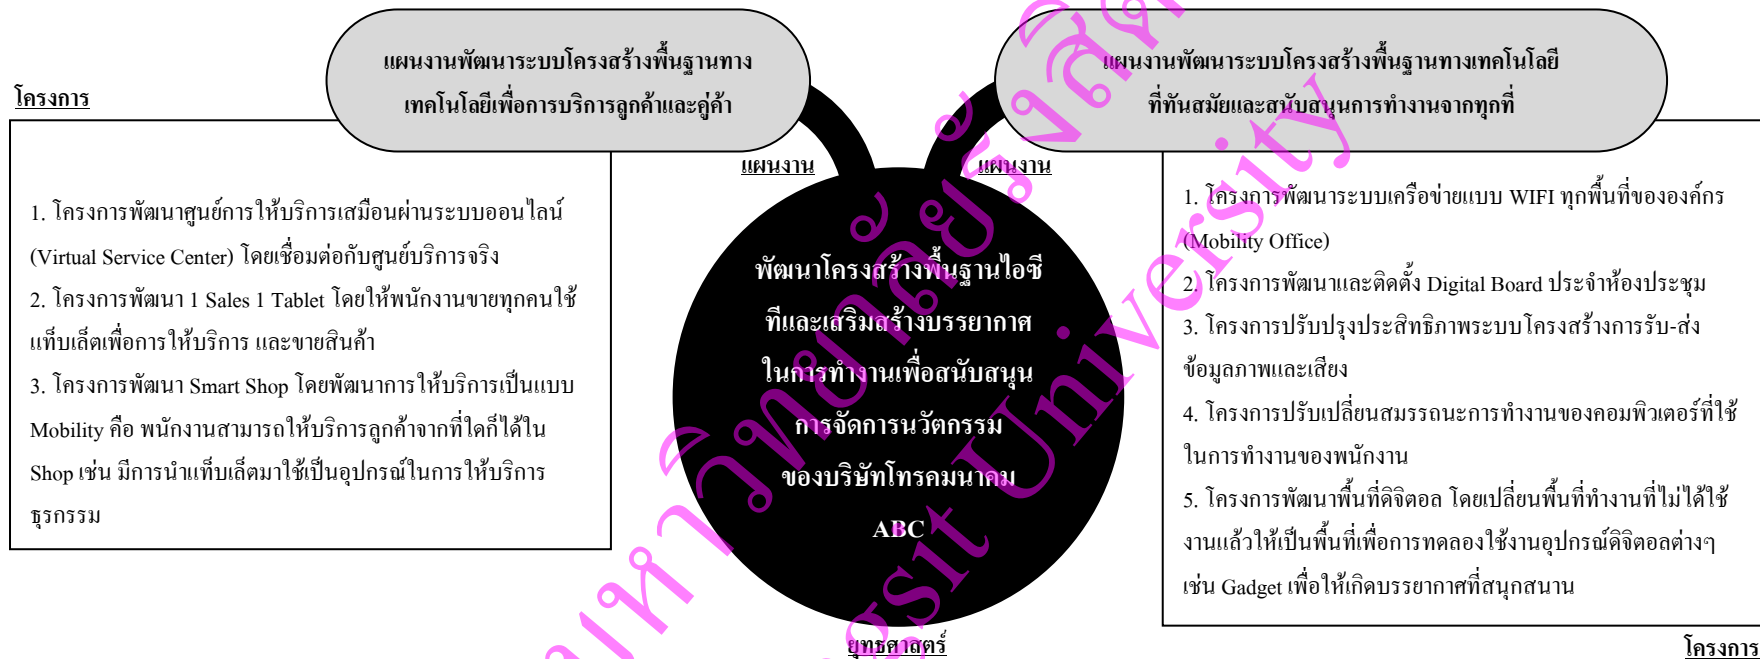 แผนงานพัฒนาระบบโครงสร้างพื้นฐานทาง
เทคโนโลยีเพื่อการบริการลูกค้าและคู่ค้า
แผนงานพัฒนาระบบโครงสร้างพื้นฐานทางเทคโนโลยี
ที่ทันสมัยและสนับสนุนการทำงานจากทุกที่
โครงการ
แผนงาน
แผนงาน
1. โครงการพัฒนาศูนย์การให้บริการเสมือนผ่านระบบออนไลน์
(Virtual Service Center) โดยเชื่อมต่อกับศูนย์บริการจริง
2. โครงการพัฒนา 1 Sales 1 Tablet โดยให้พนักงานขายทุกคนใช้
แท็บเล็ตเพื่อการให้บริการ และขายสินค้า
3. โครงการพัฒนา Smart Shop โดยพัฒนาการให้บริการเป็นแบบ
Mobility คือ พนักงานสามารถให้บริการลูกค้าจากที่ใดก็ได้ใน
Shop เช่น มีการนำแท็บเล็ตมาใช้เป็นอุปกรณ์ในการให้บริการ
ธุรกรรม
พัฒนาโครงสร้างพื้นฐานไอซี
ทีและเสริมสร้างบรรยากาศ
ในการทำงานเพื่อสนับสนุน
การจัดการนวัตกรรม
ของบริษัทโทรคมนาคม
ABC
ยุทธศาสตร์
1. โครงการพัฒนาระบบเครือข่ายแบบ WIFI ทุกพื้นที่ขององค์กร
(Mobility Office)
2. โครงการพัฒนาและติดตั้ง Digital Board ประจำห้องประชุม
3. โครงการปรับปรุงประสิทธิภาพระบบโครงสร้างการรับ-ส่ง
ข้อมูลภาพและเสียง
4. โครงการปรับเปลี่ยนสมรรถนะการทำงานของคอมพิวเตอร์ที่ใช้
ในการทำงานของพนักงาน
5. โครงการพัฒนาพื้นที่ดิจิตอล โดยเปลี่ยนพื้นที่ทำงานที่ไม่ได้ใช้
งานแล้วให้เป็นพื้นที่เพื่อการทดลองใช้งานอุปกรณ์ดิจิตอลต่างๆ
เช่น Gadget เพื่อให้เกิดบรรยากาศที่สนุกสนาน
โครงการ
University